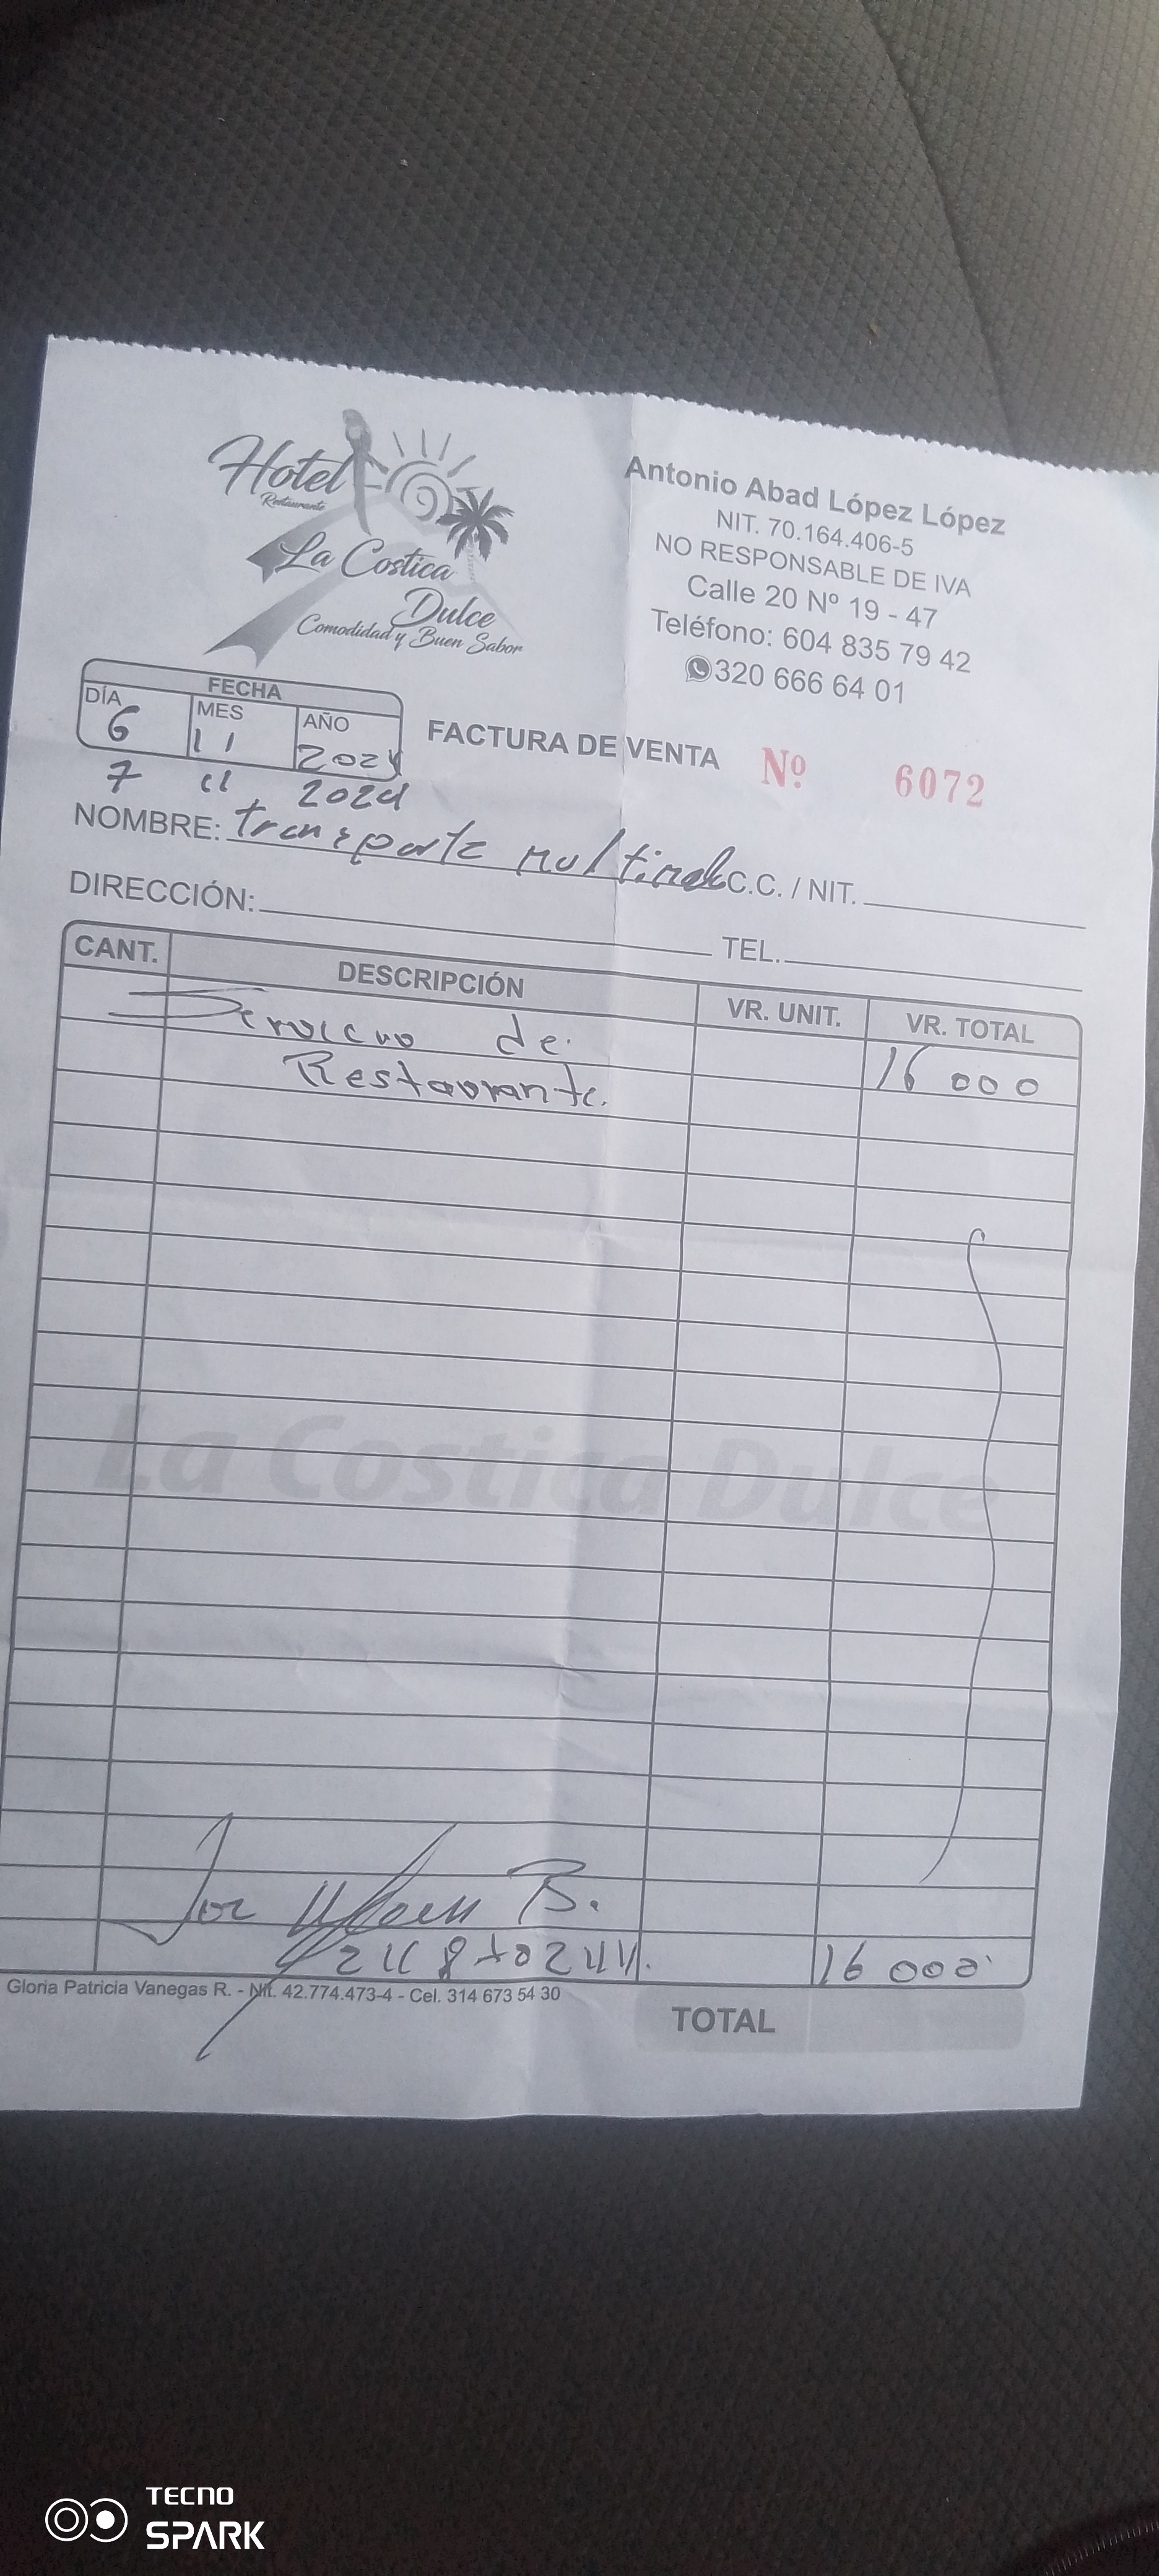 Hotel
Restaurante
La Costica
Dulce
Comodidad y Buen Sabor
Antonio Abad López López
NIT. 70.164.406-5
NO RESPONSABLE DE IVA
Calle 20 Nº 19 - 47
Teléfono: 604 835 79 42
320 666 64 01
FECHA
DÍA MES AÑO
6 11 2024
7 11 2024
FACTURA DE VENTA Nº 6072
NOMBRE: transporte C.C. / NIT.
DIRECCIÓN: TEL.
CANT. DESCRIPCIÓN VR. UNIT. VR. TOTAL
Servicio de
Restaurante. 16 000
La Costica Dulce
B.
16 000
Gloria Patricia Vanegas R. - Nit. 42.774.473-4 - Cel. 314 673 54 30
TOTAL
TECNO
SPARK